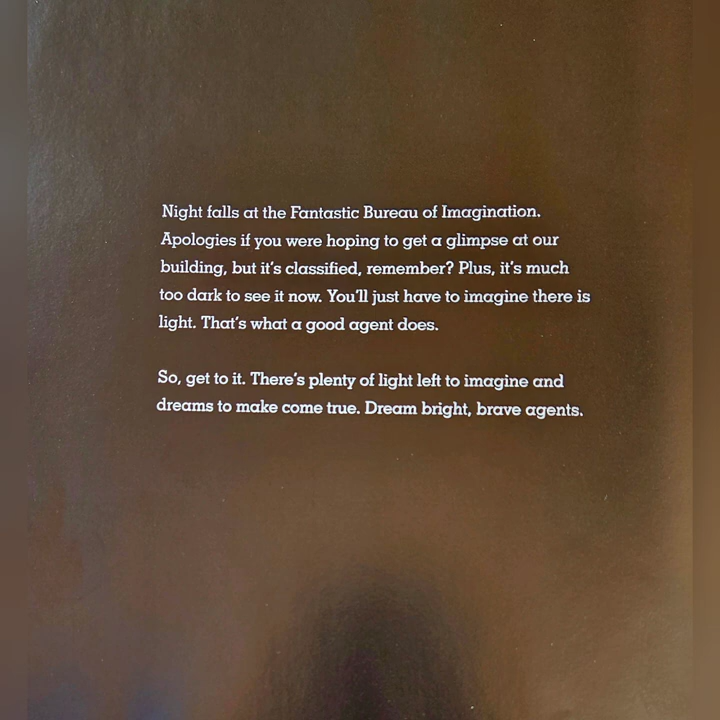 Night falls at the Fantastic Bureau of Imagination.
Apologies if you were hoping to get a glimpse at our
building, but it's classified, remember? Plus, it's much
too dark to see it now. You'll just have to imagine there is
light. That's what a good agent does.
So, get to it. There's plenty of light left to imagine and
dreams to make come true. Dream bright, brave agents.